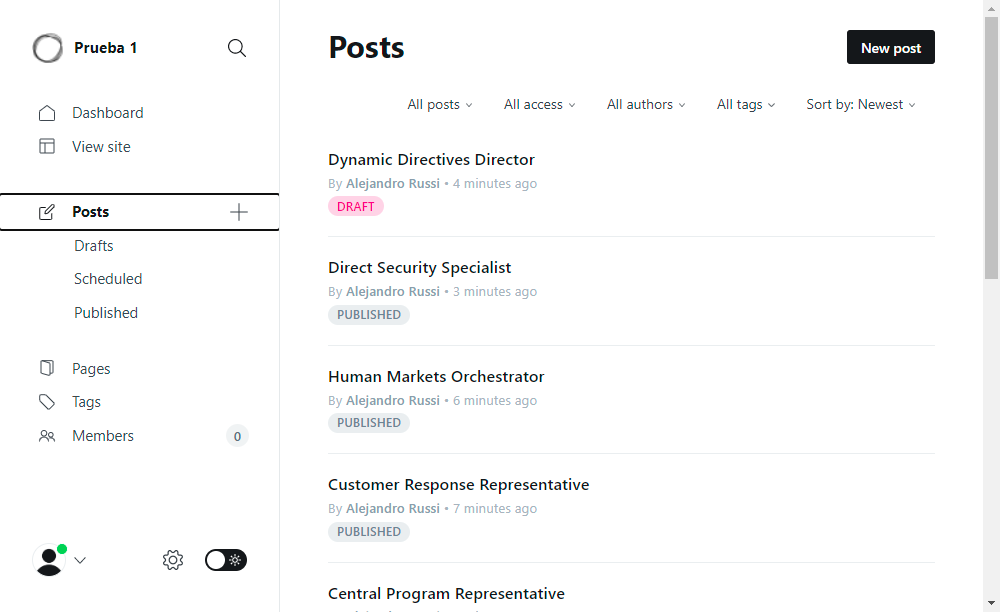 Prueba 1
Dashboard
View site
Posts
Drafts
Scheduled
Published
Pages
Tags
Members
0
Posts
New post
All posts
All access
All authors
All tags
Sort by: Newest
Dynamic Directives Director
By Alejandro Russi • 4 minutes ago
DRAFT
Direct Security Specialist
By Alejandro Russi • 3 minutes ago
PUBLISHED
Human Markets Orchestrator
By Alejandro Russi • 6 minutes ago
PUBLISHED
Customer Response Representative
By Alejandro Russi • 7 minutes ago
PUBLISHED
Central Program Representative